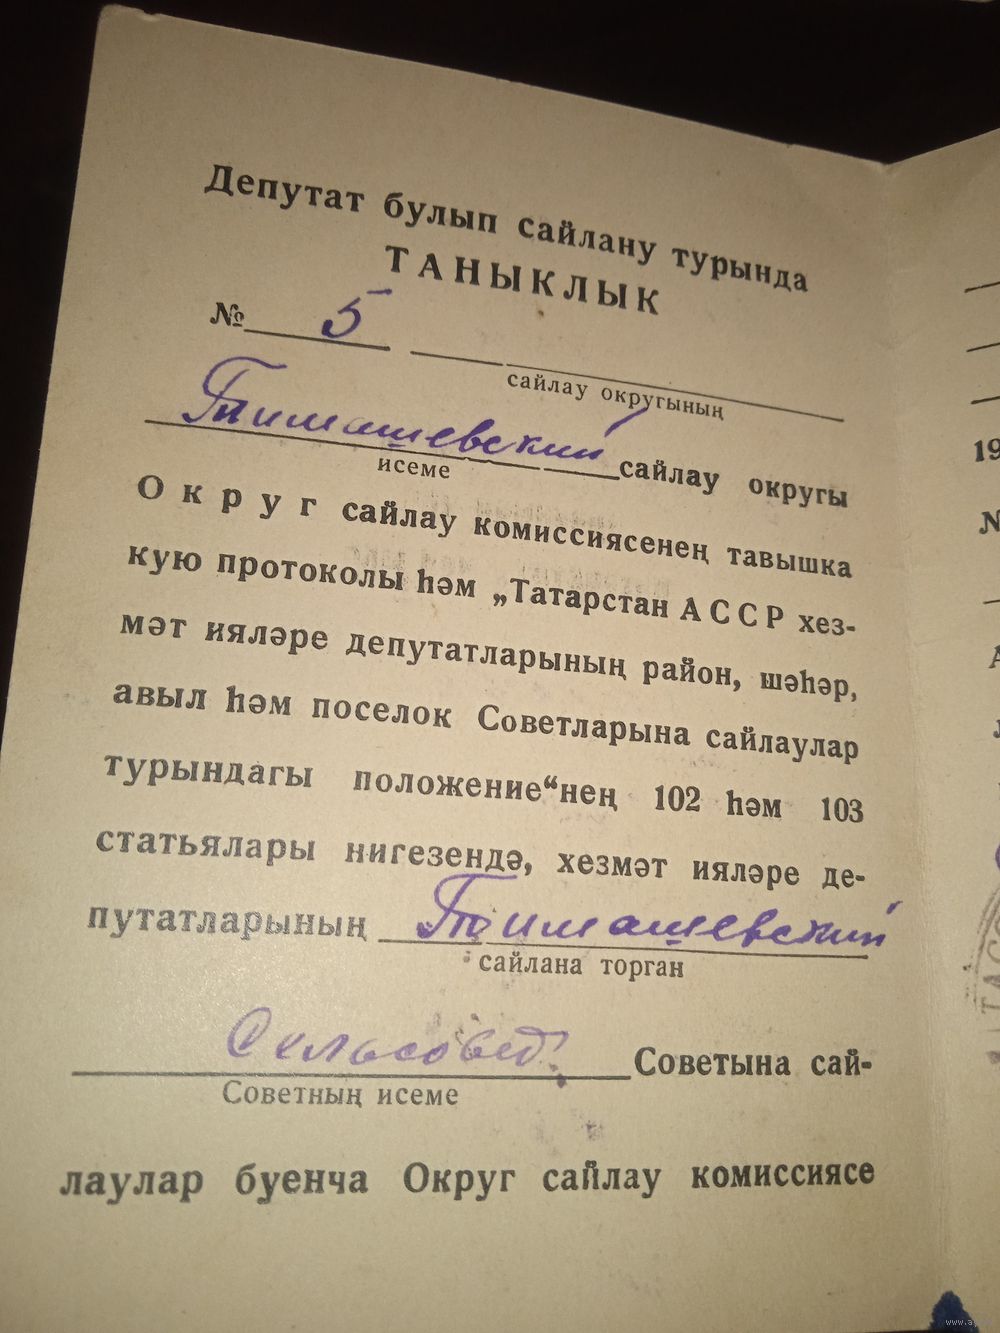 Депутат булып сайлану турында
ТАНЫКЛЫК
№ 5
сайлау округының
Тимашевский сайлау округы
исеме
Округ сайлау комиссиясенең тавышка
кую протоколы һәм „Татарстан АССР хез-
мәт ияләре депутатларының район, шәһәр,
авыл һәм поселок Советларына сайлаулар
турындагы положение“нең 102 һәм 103
статьялары нигезендә, хезмәт ияләре де-
путатларының Тимашевский
сайлана торган
Сельсовет Советына сай-
Советның исеме
лаулар буенча Округ сайлау комиссиясе
19
№